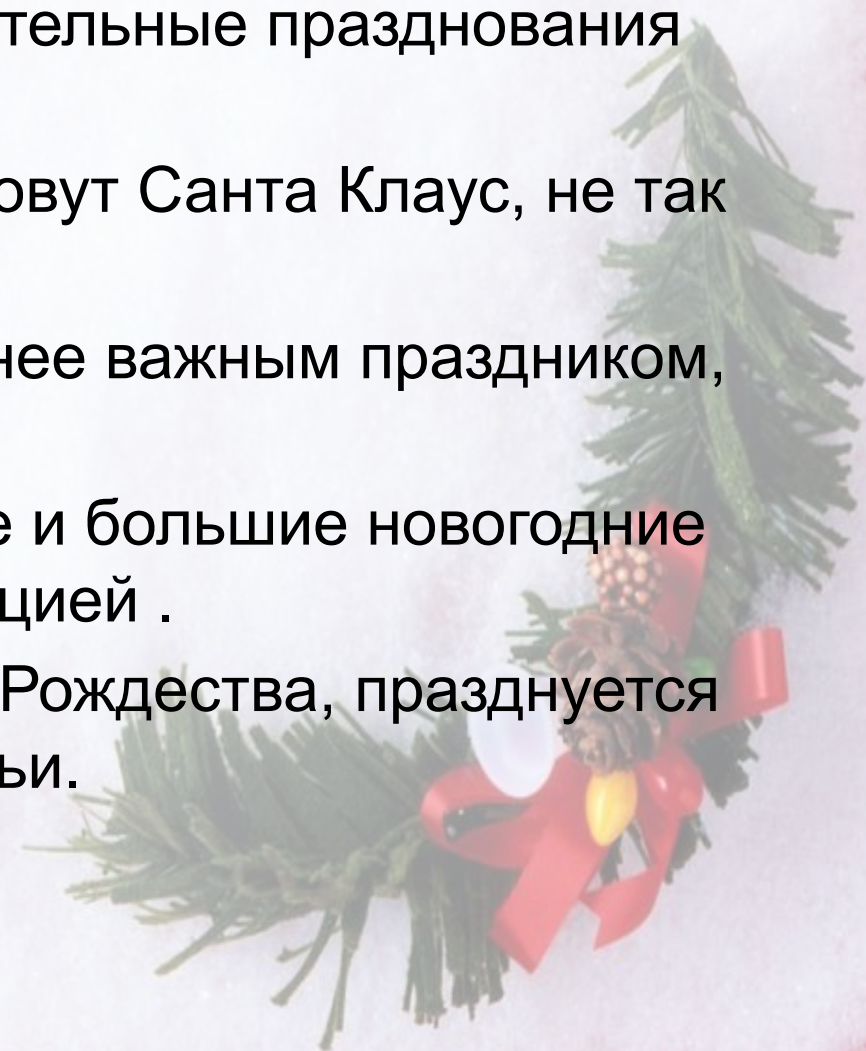 тельные празднования
овут Санта Клаус, не так
нее важным праздником,
е и большие новогодние
цией .
Рождества, празднуется
ьи.